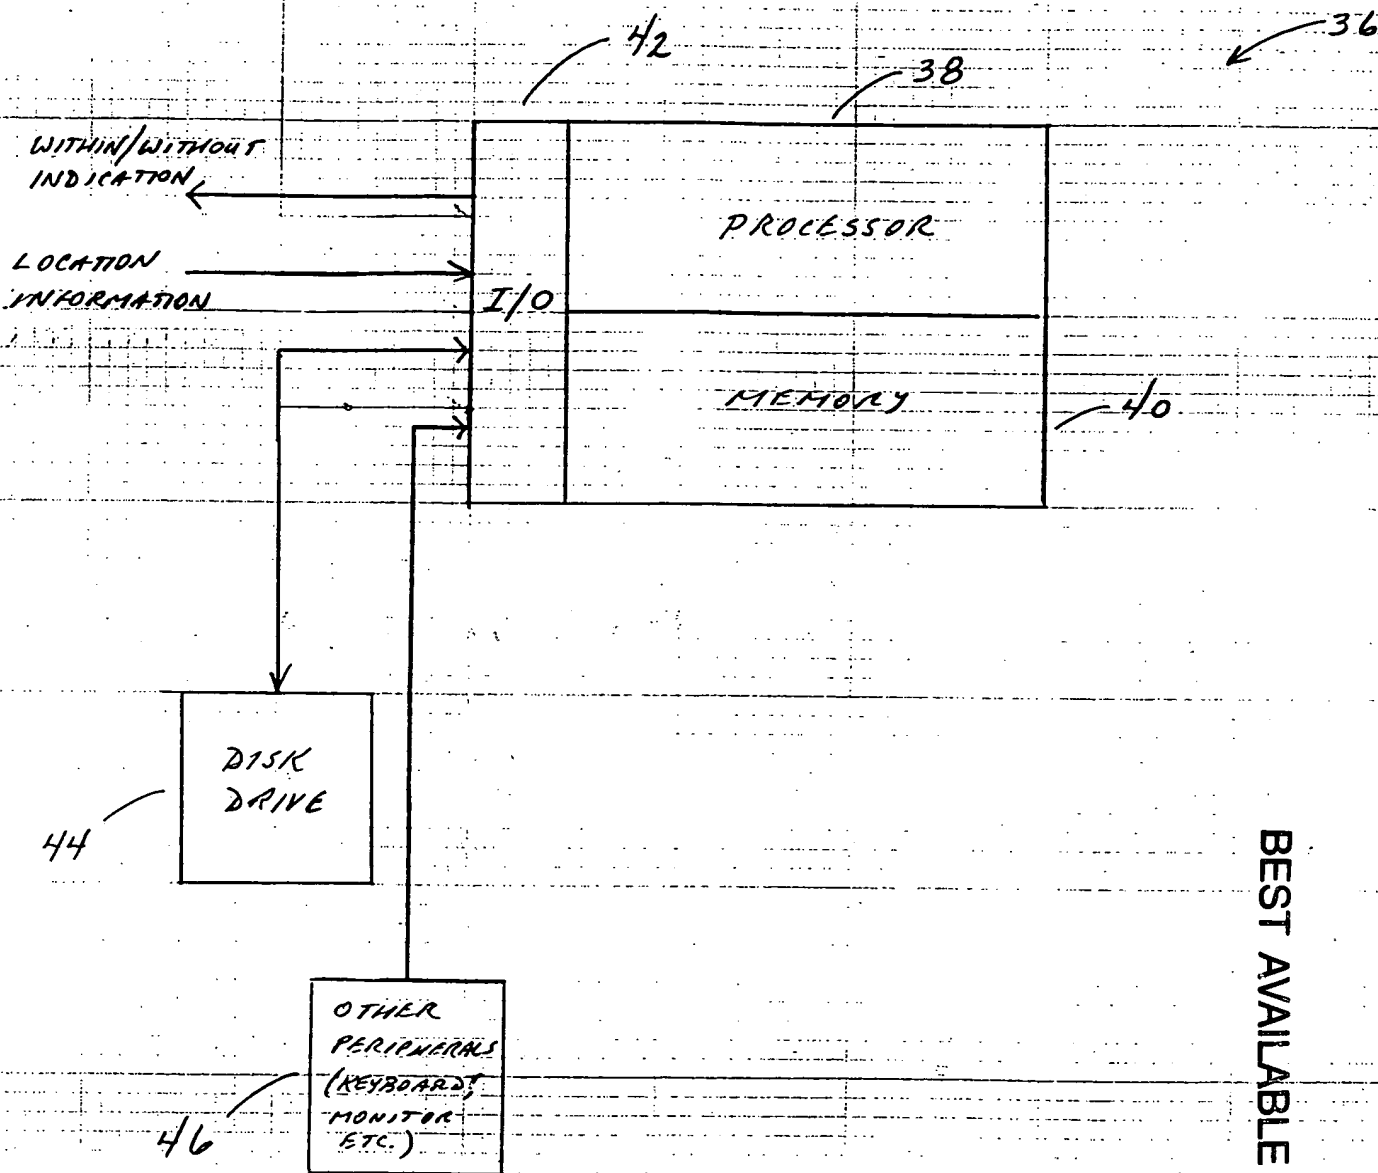 42
36
38
WITHIN/WITHOUT
INDICATION
PROCESSOR
LOCATION
INFORMATION
I/O
MEMORY
40
DISK
DRIVE
44
OTHER
PERIPHERALS
(KEYBOARD,
MONITOR
ETC.)
46
BEST AVAILABLE